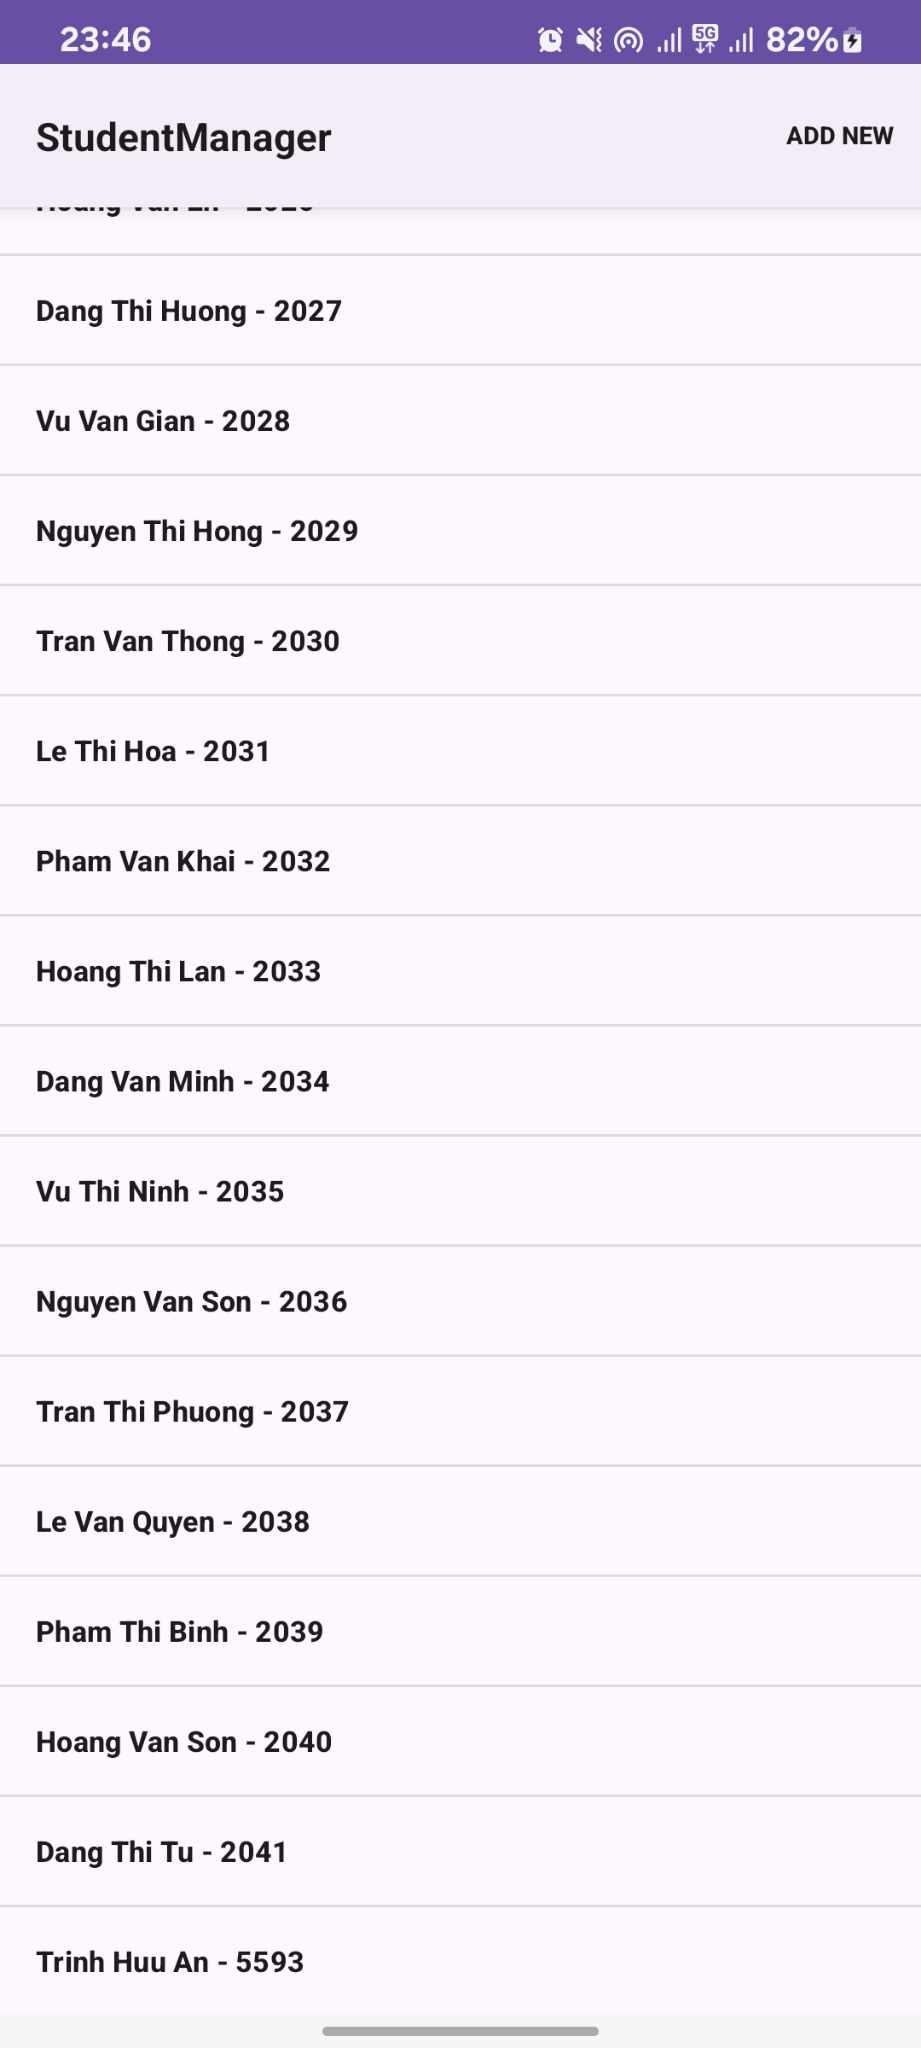 23:46
5G
82%
StudentManager
ADD NEW
Dang Thi Huong - 2027
Vu Van Gian - 2028
Nguyen Thi Hong - 2029
Tran Van Thong - 2030
Le Thi Hoa - 2031
Pham Van Khai - 2032
Hoang Thi Lan - 2033
Dang Van Minh - 2034
Vu Thi Ninh - 2035
Nguyen Van Son - 2036
Tran Thi Phuong - 2037
Le Van Quyen - 2038
Pham Thi Binh - 2039
Hoang Van Son - 2040
Dang Thi Tu - 2041
Trinh Huu An - 5593